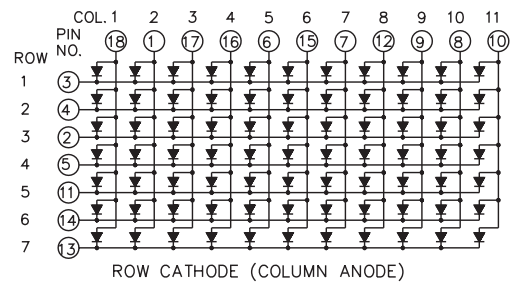 COL. 1 2 3 4 5 6 7 8 9 10 11
PIN NO. 18 1 17 16 6 15 7 12 9 8 10
ROW
1 3
2 4
3 2
4 5
5 11
6 14
7 13
ROW CATHODE (COLUMN ANODE)